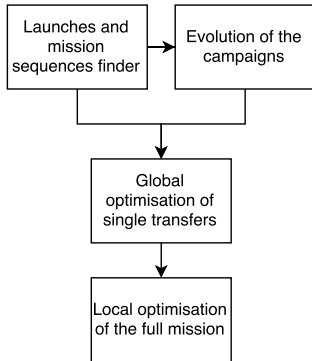 Launches and
mission
sequences finder
Evolution of the
campaigns
Global
optimisation of
single transfers
Local optimisation
of the full mission